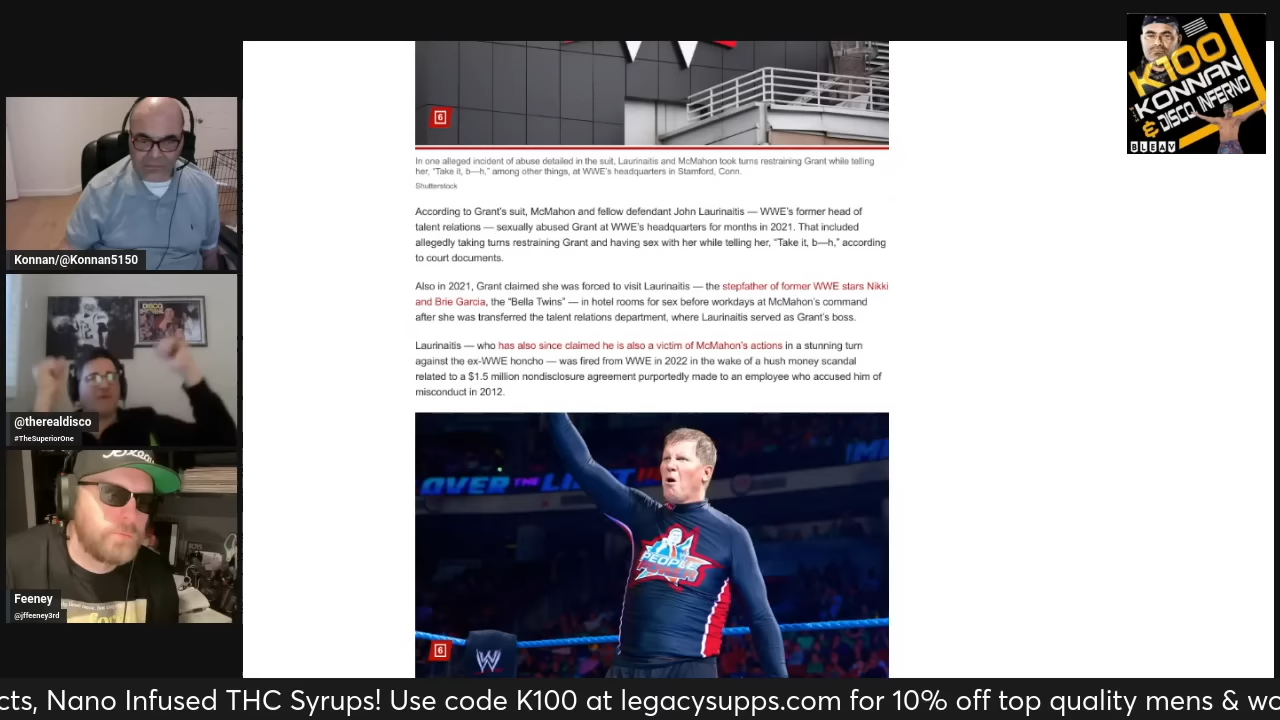 K100
KONNAN
& DISCO INFERNO
BLEAV
6
In one alleged incident of abuse detailed in the suit, Laurinaitis and McMahon took turns restraining Grant while telling
her, “Take it, b—h,” among other things, at WWE’s headquarters in Stamford, Conn.
Shutterstock
According to Grant’s suit, McMahon and fellow defendant John Laurinaitis — WWE’s former head of
talent relations — sexually abused Grant at WWE’s headquarters for months in 2021. That included
allegedly taking turns restraining Grant and having sex with her while telling her, “Take it, b—h,” according
to court documents.
Also in 2021, Grant claimed she was forced to visit Laurinaitis — the stepfather of former WWE stars Nikki
and Brie Garcia, the “Bella Twins” — in hotel rooms for sex before workdays at McMahon’s command
after she was transferred the talent relations department, where Laurinaitis served as Grant’s boss.
Laurinaitis — who has also since claimed he is also a victim of McMahon’s actions in a stunning turn
against the ex-WWE honcho — was fired from WWE in 2022 in the wake of a hush money scandal
related to a $1.5 million nondisclosure agreement purportedly made to an employee who accused him of
misconduct in 2012.
OVER THE LIMIT
PEOPLE
POWER
6
Konnan/@Konnan5150
DISCO
@therealdisco
#TheSuperiorOne
Feeney
@jffeeney3rd
cts, Nano Infused THC Syrups! Use code K100 at legacysupps.com for 10% off top quality mens & wo